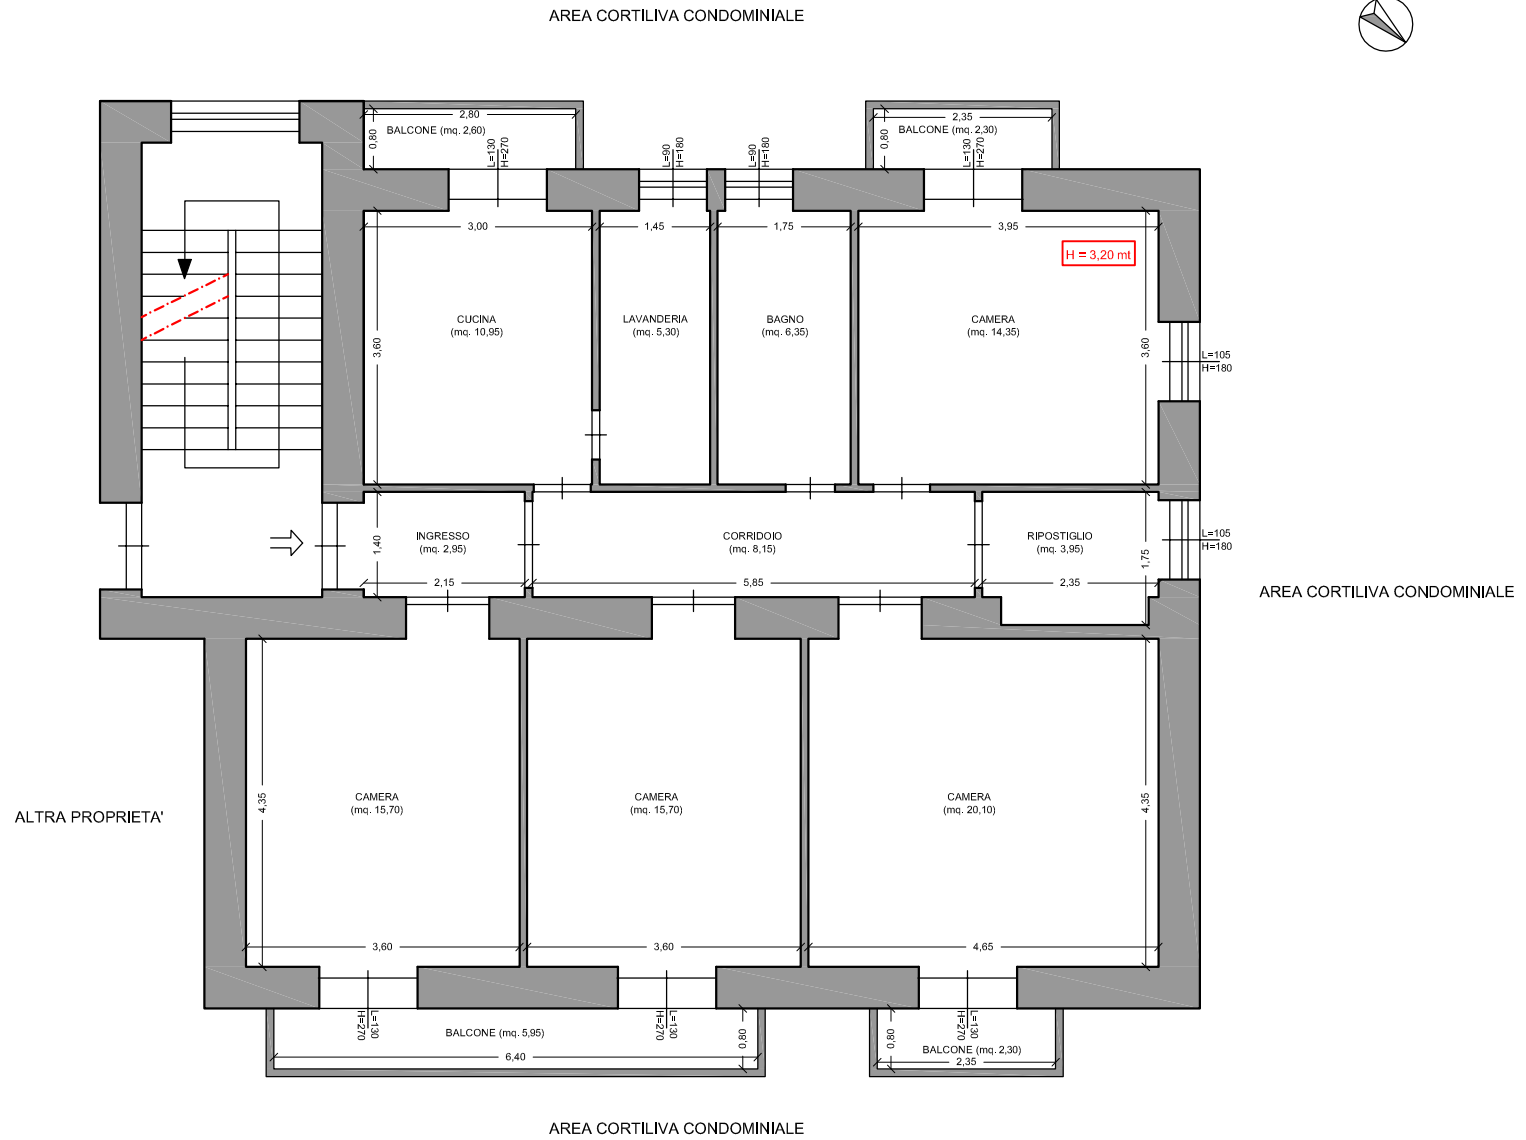 AREA CORTILIVA CONDOMINIALE
2,80
BALCONE (mq. 2,60)
0,80
L=130
H=270
L=90
H=180
L=90
H=180
2,35
BALCONE (mq. 2,30)
0,80
L=130
H=270
3,00
1,45
1,75
3,95
H = 3,20 mt
CUCINA
(mq. 10,95)
LAVANDERIA
(mq. 5,30)
BAGNO
(mq. 6,35)
CAMERA
(mq. 14,35)
3,60
3,60
L=105
H=180
INGRESSO
(mq. 2,95)
CORRIDOIO
(mq. 8,15)
RIPOSTIGLIO
(mq. 3,95)
1,40
1,75
L=105
H=180
2,15
5,85
2,35
AREA CORTILIVA CONDOMINIALE
ALTRA PROPRIETA'
4,35
CAMERA
(mq. 15,70)
CAMERA
(mq. 15,70)
CAMERA
(mq. 20,10)
4,35
3,60
3,60
4,65
L=130
H=270
BALCONE (mq. 5,95)
6,40
L=130
H=270
0,80
0,80
L=130
H=270
BALCONE (mq. 2,30)
2,35
AREA CORTILIVA CONDOMINIALE